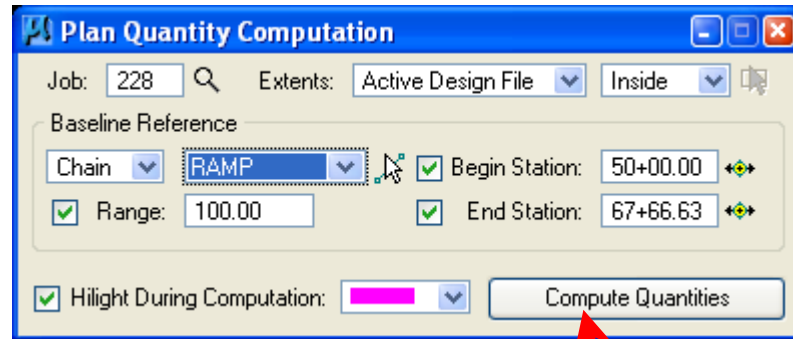 Plan Quantity Computation
Job: 228 Extents: Active Design File Inside
Baseline Reference
Chain RAMP Begin Station: 50+00.00
Range: 100.00 End Station: 67+66.63
Hilight During Computation: Compute Quantities